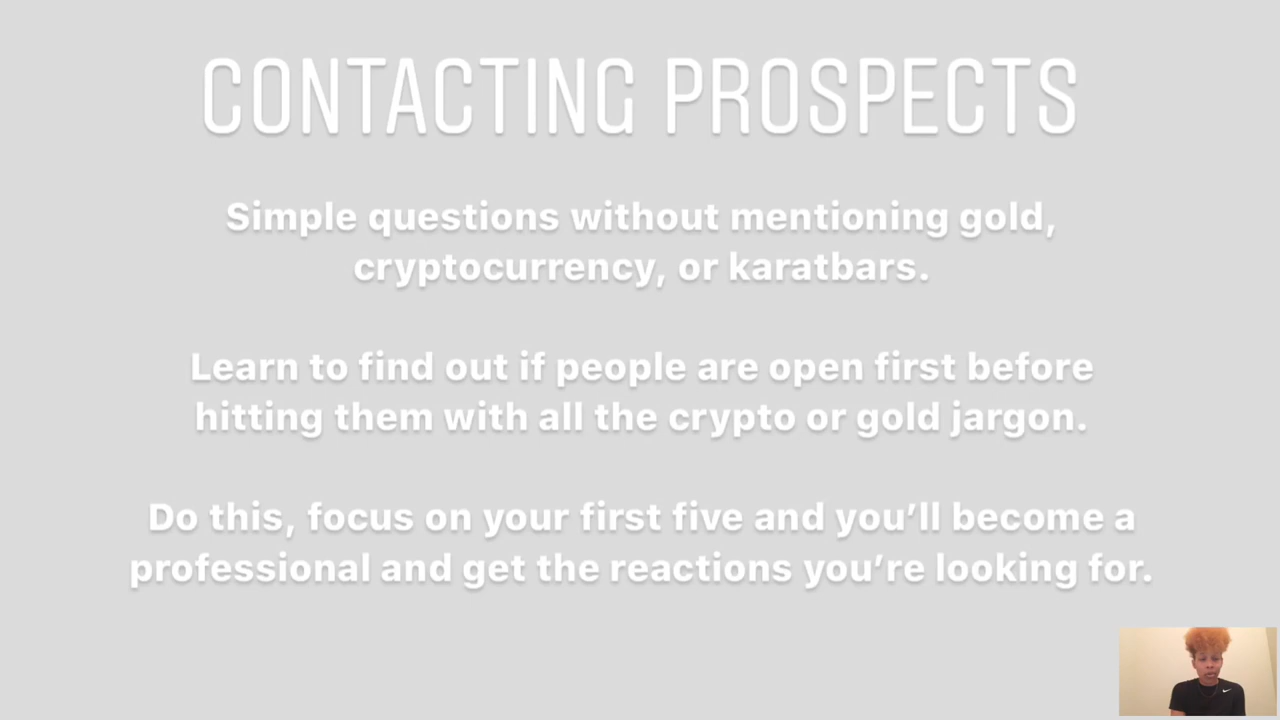 CONTACTING PROSPECTS
Simple questions without mentioning gold,
cryptocurrency, or karatbars.
Learn to find out if people are open first before
hitting them with all the crypto or gold jargon.
Do this, focus on your first five and you’ll become a
professional and get the reactions you’re looking for.